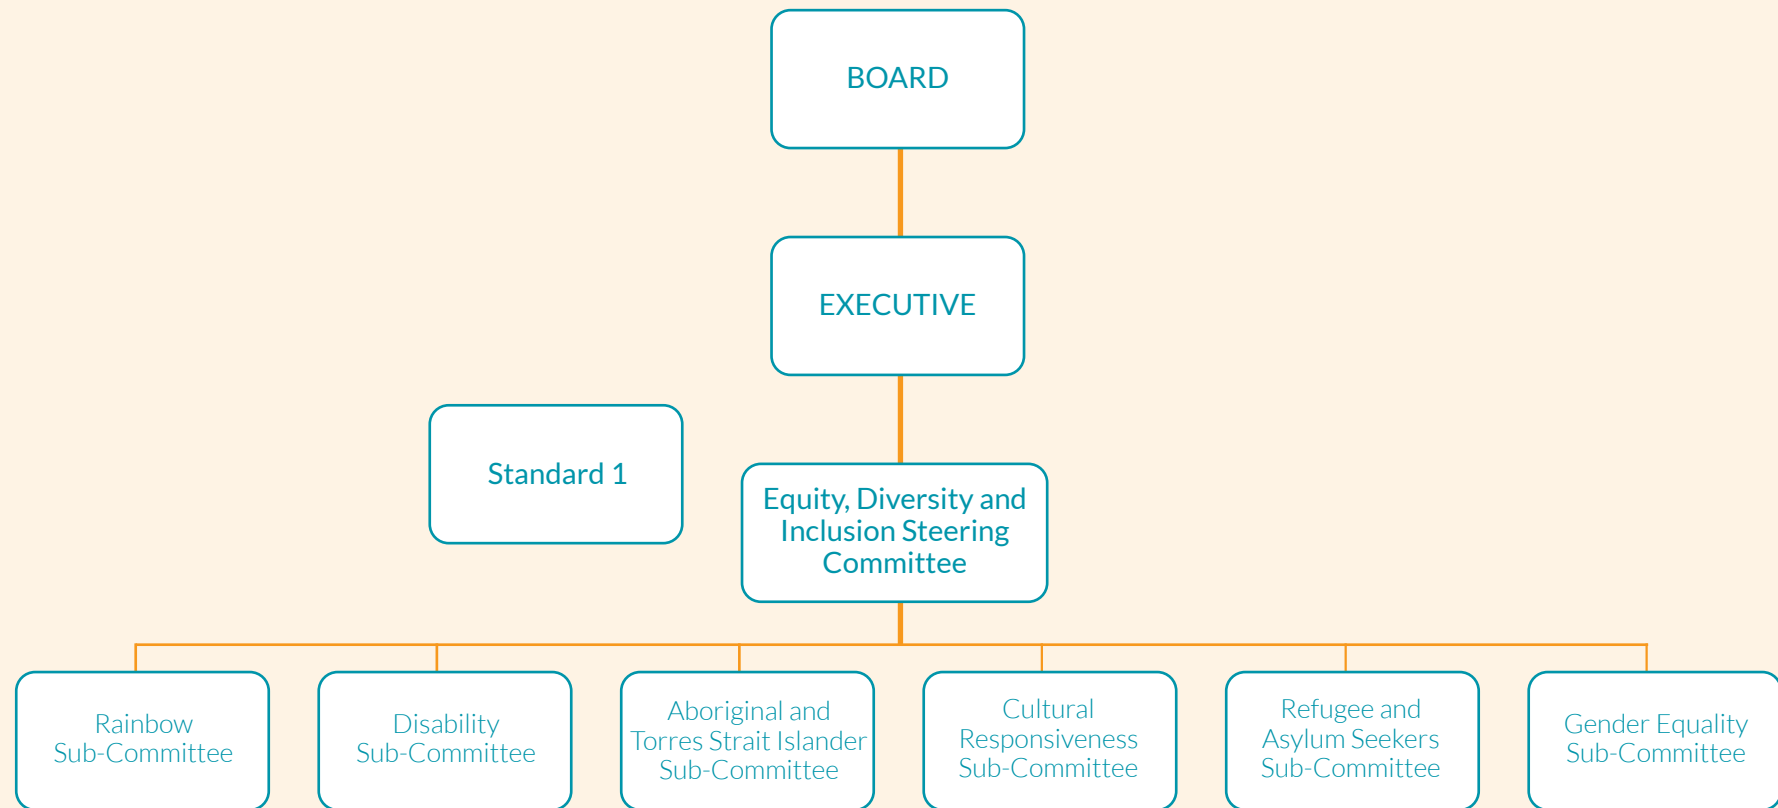 BOARD
EXECUTIVE
Standard 1
Equity, Diversity and
Inclusion Steering
Committee
Rainbow
Sub-Committee
Disability
Sub-Committee
Aboriginal and
Torres Strait Islander
Sub-Committee
Cultural
Responsiveness
Sub-Committee
Refugee and
Asylum Seekers
Sub-Committee
Gender Equality
Sub-Committee